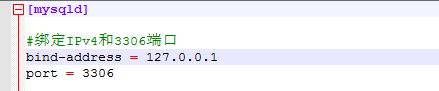 [mysqld]
#绑定IPv4和3306端口
bind-address = 127.0.0.1
port = 3306